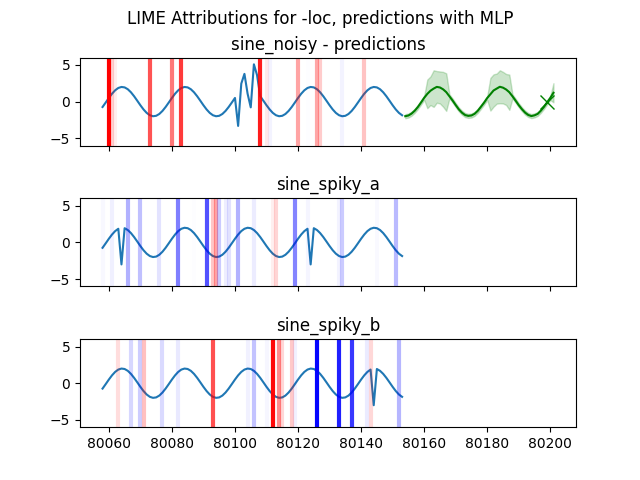 LIME Attributions for -loc, predictions with MLP
sine_noisy - predictions
5
0
−5
sine_spiky_a
5
0
−5
sine_spiky_b
5
0
−5
80060 80080 80100 80120 80140 80160 80180 80200